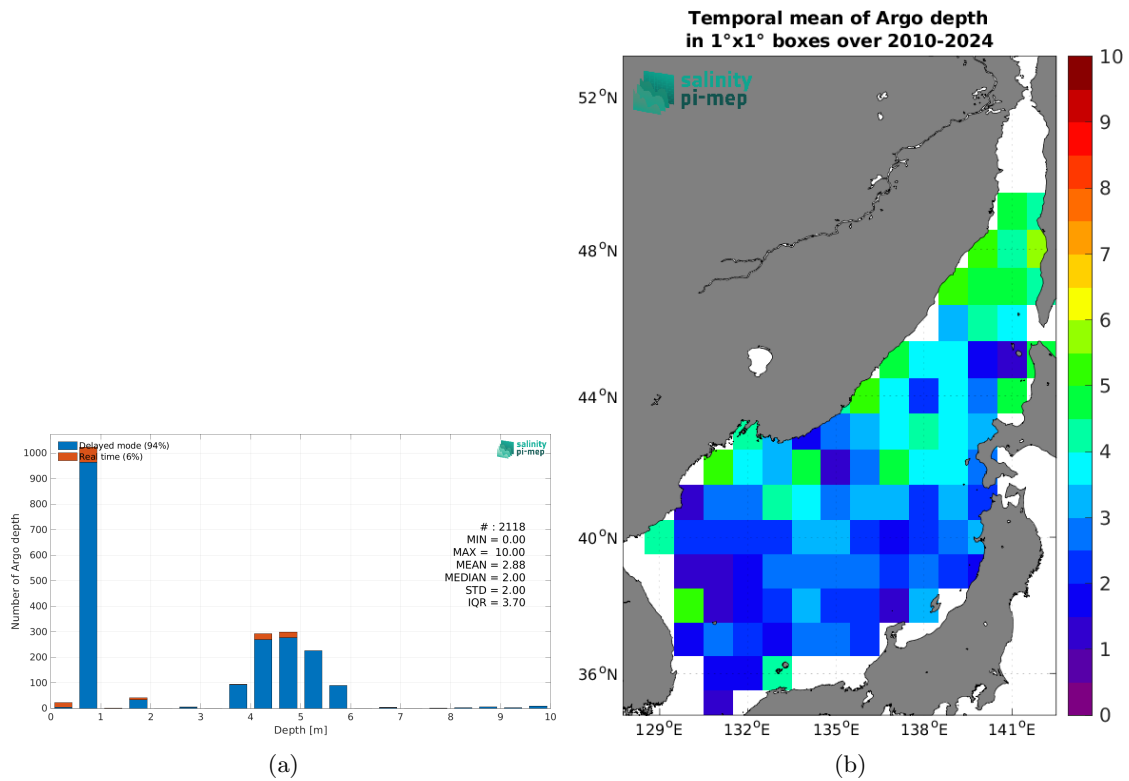 Temporal mean of Argo depth
in 1°x1° boxes over 2010-2024
salinity
pi-mep
52°N
48°N
44°N
40°N
36°N
129°E
132°E
135°E
138°E
141°E
10
9
8
7
6
5
4
3
2
1
0
Delayed mode (94%)
Real time (6%)
salinity
pi-mep
# : 2118
MIN = 0.00
MAX = 10.00
MEAN = 2.88
MEDIAN = 2.00
STD = 2.00
IQR = 3.70
Number of Argo depth
1000
900
800
700
600
500
400
300
200
100
0
0
1
2
3
4
5
6
7
8
9
10
Depth [m]
(a)
(b)